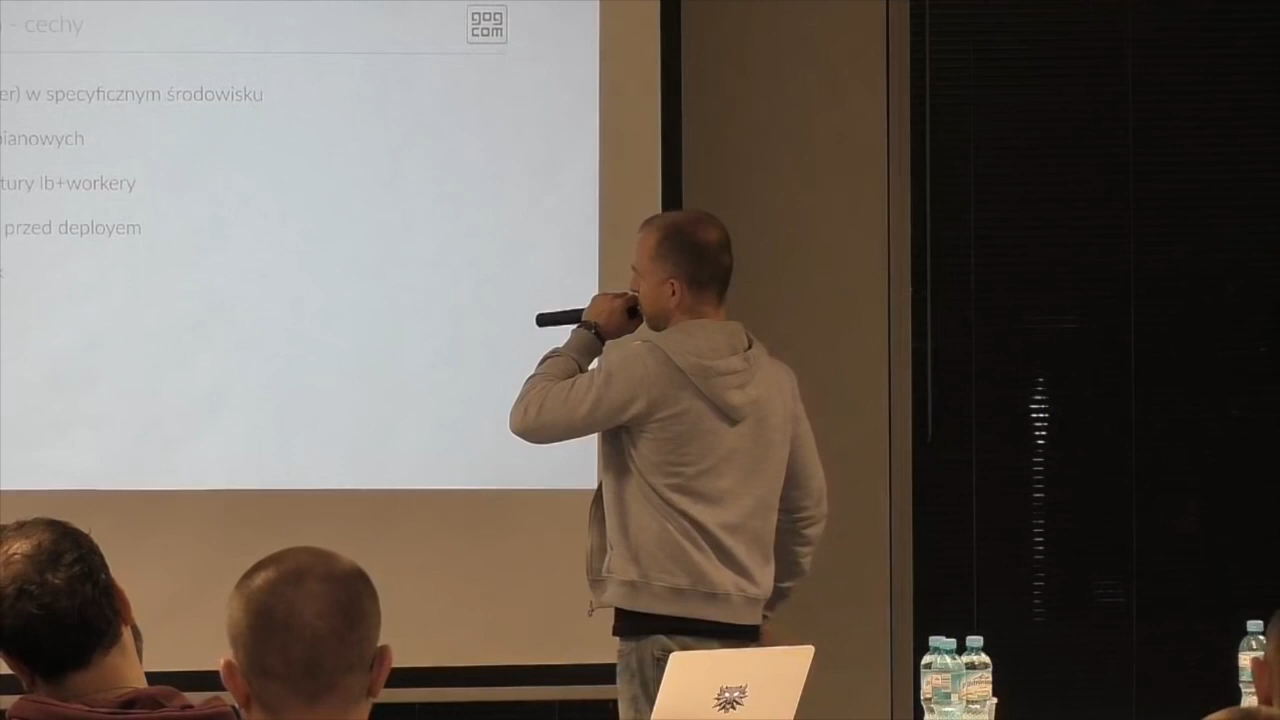 - cechy
gog
com
er) w specyficznym środowisku
pianowych
tury lb+workery
przed deployem